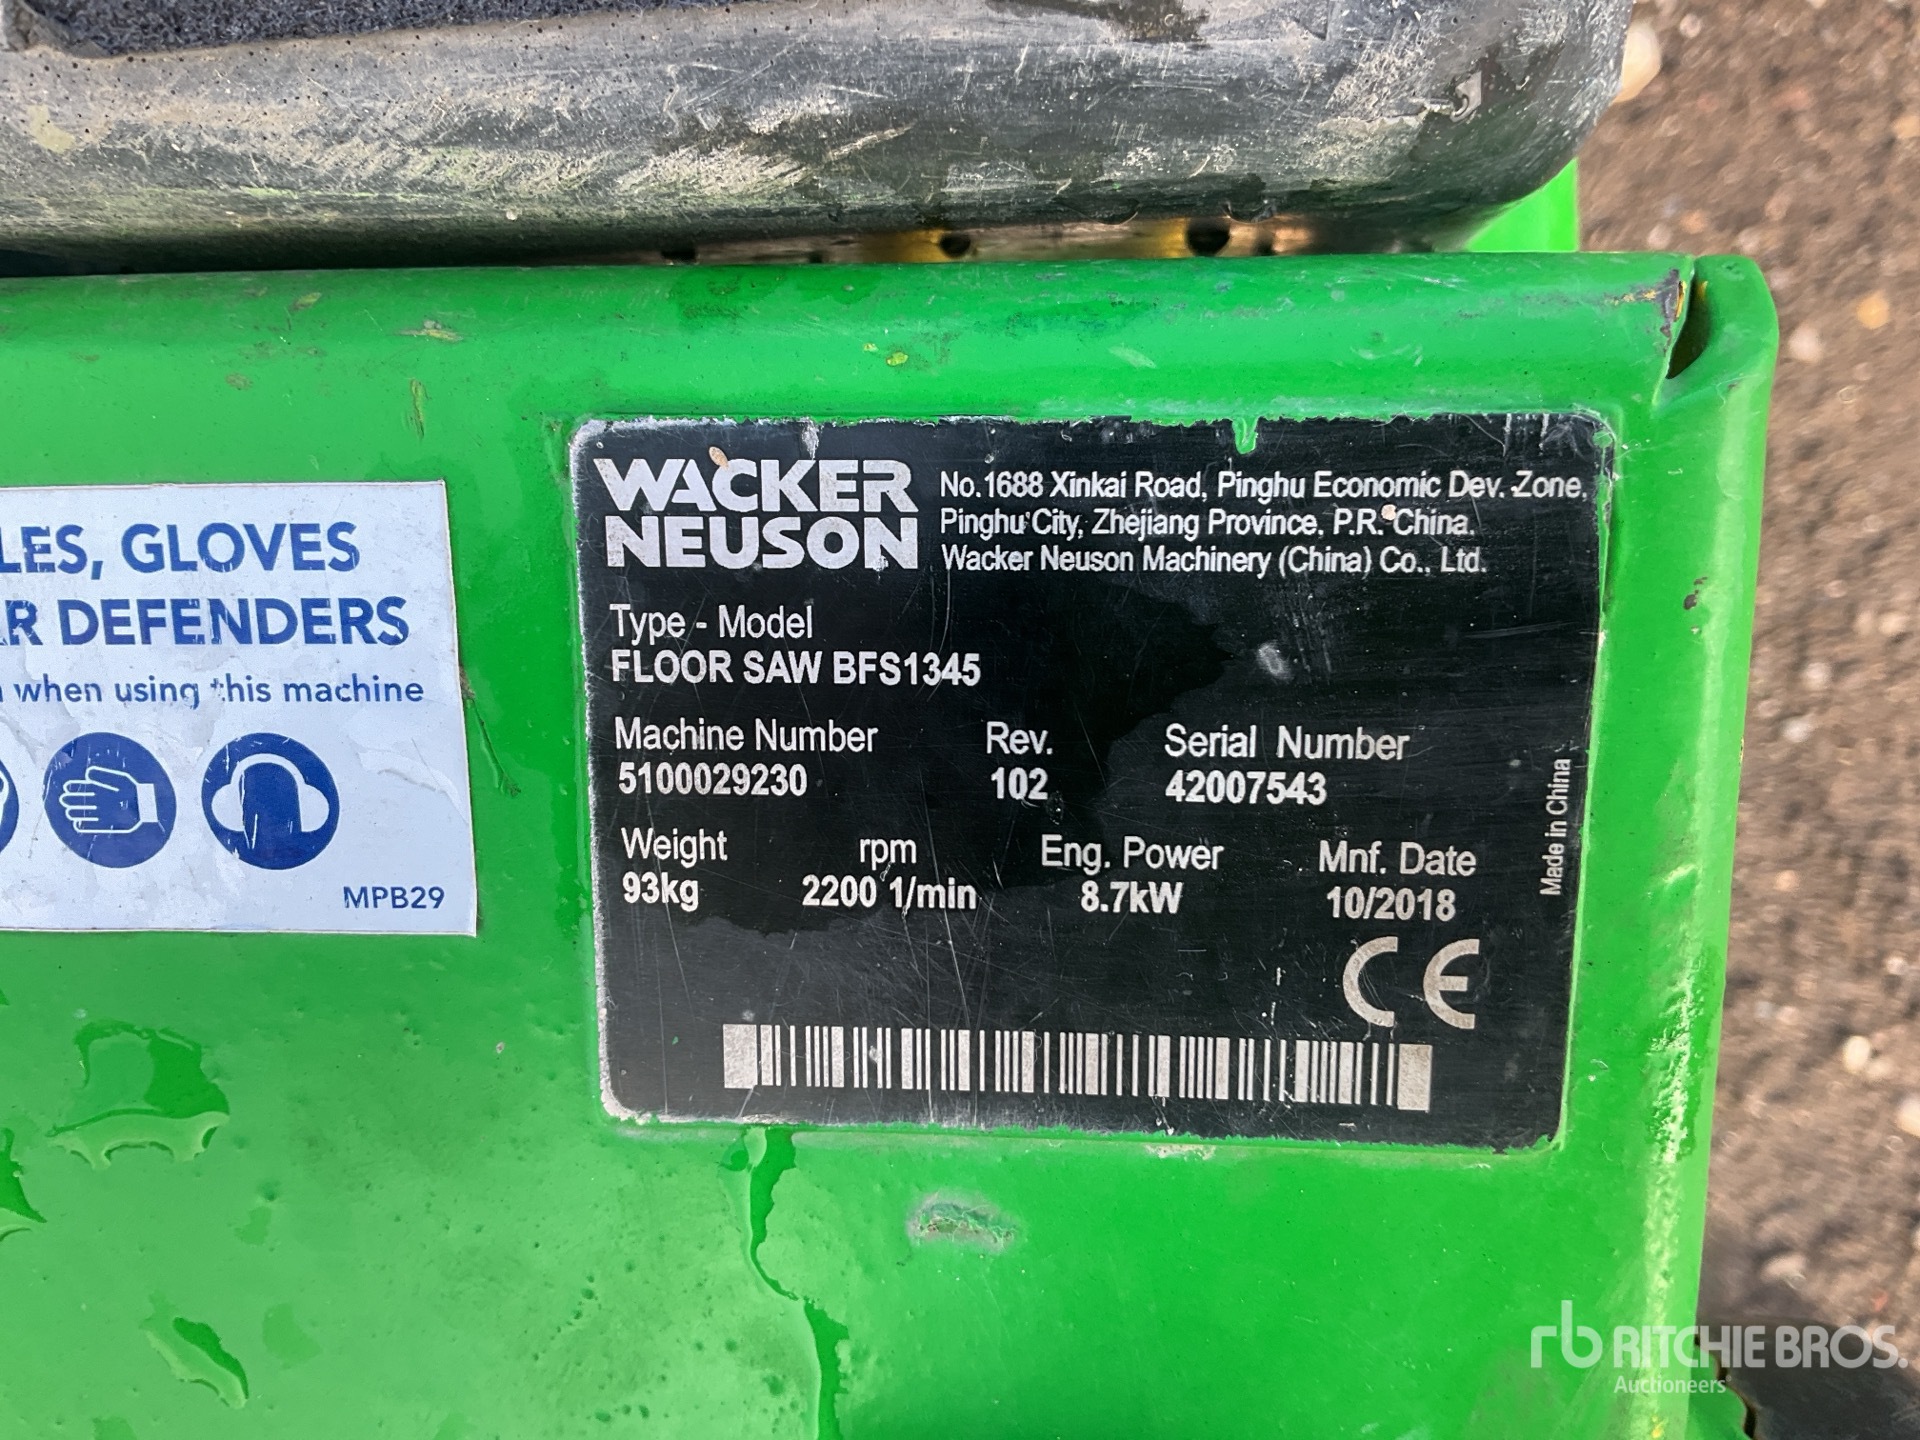 LES, GLOVES
R DEFENDERS
when using this machine
MPB29
WACKER
NEUSON
No.1688 Xinkai Road, Pinghu Economic Dev. Zone,
Pinghu City, Zhejiang Province, P.R. China.
Wacker Neuson Machinery (China) Co., Ltd.
Type - Model
FLOOR SAW BFS1345
Machine Number Rev. Serial Number
5100029230 102 42007543
Weight rpm Eng. Power Mnf. Date
93kg 2200 1/min 8.7kW 10/2018
CE
Made in China
rb RITCHIE BROS.
Auctioneers